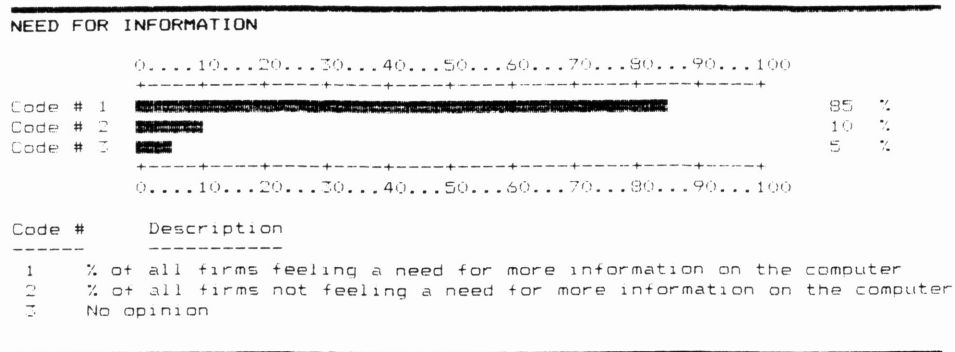 NEED FOR INFORMATION
0....10...20...30...40...50...60...70...80...90...100
+----+----+----+----+----+----+----+----+----+----+
Code # 1 85 %
Code # 2 10 %
Code # 3 5 %
+----+----+----+----+----+----+----+----+----+----+
0....10...20...30...40...50...60...70...80...90...100
Code # Description
------ -----------
1 % of all firms feeling a need for more information on the computer
2 % of all firms not feeling a need for more information on the computer
3 No opinion